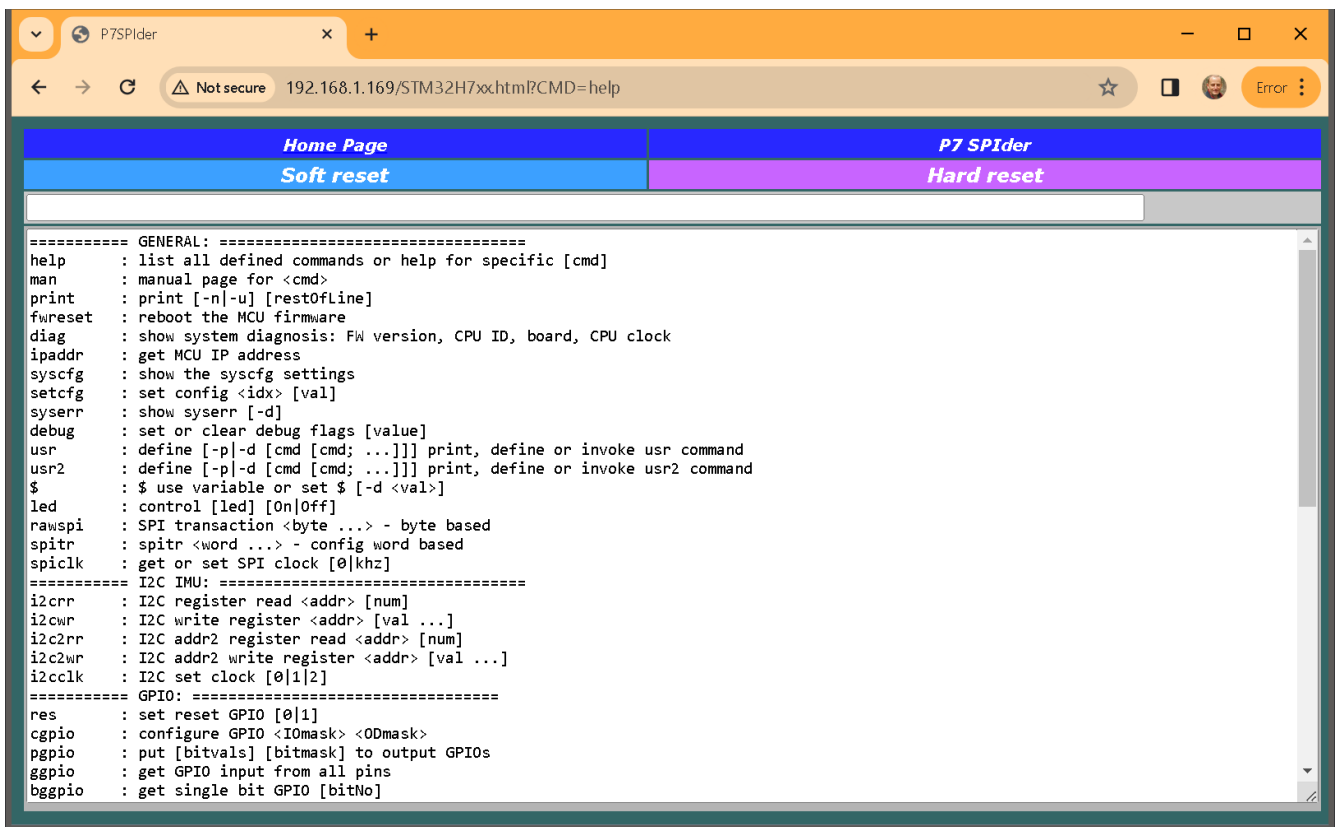 P7SPIder
Not secure 192.168.1.169/STM32H7xx.html?CMD=help Error
Home Page P7 SPIder
Soft reset Hard reset
=========== GENERAL: ==================================
help      : list all defined commands or help for specific [cmd]
man       : manual page for <cmd>
print     : print [-n|-u] [restOfLine]
fwreset   : reboot the MCU firmware
diag      : show system diagnosis: FW version, CPU ID, board, CPU clock
ipaddr    : get MCU IP address
syscfg    : show the syscfg settings
setcfg    : set config <idx> [val]
syserr    : show syserr [-d]
debug     : set or clear debug flags [value]
usr       : define [-p|-d [cmd [cmd; ...]]] print, define or invoke usr command
usr2      : define [-p|-d [cmd [cmd; ...]]] print, define or invoke usr2 command
$         : $ use variable or set $ [-d <val>]
led       : control [led] [On|Off]
rawspi    : SPI transaction <byte ...> - byte based
spitr     : spitr <word ...> - config word based
spiclk    : get or set SPI clock [0|khz]
=========== I2C IMU: ==================================
i2crr     : I2C register read <addr> [num]
i2cwr     : I2C write register <addr> [val ...]
i2c2rr    : I2C addr2 register read <addr> [num]
i2c2wr    : I2C addr2 write register <addr> [val ...]
i2cclk    : I2C set clock [0|1|2]
=========== GPIO: ==================================
res       : set reset GPIO [0|1]
cgpio     : configure GPIO <IOmask> <ODmask>
pgpio     : put [bitvals] [bitmask] to output GPIOs
ggpio     : get GPIO input from all pins
bggpio    : get single bit GPIO [bitNo]